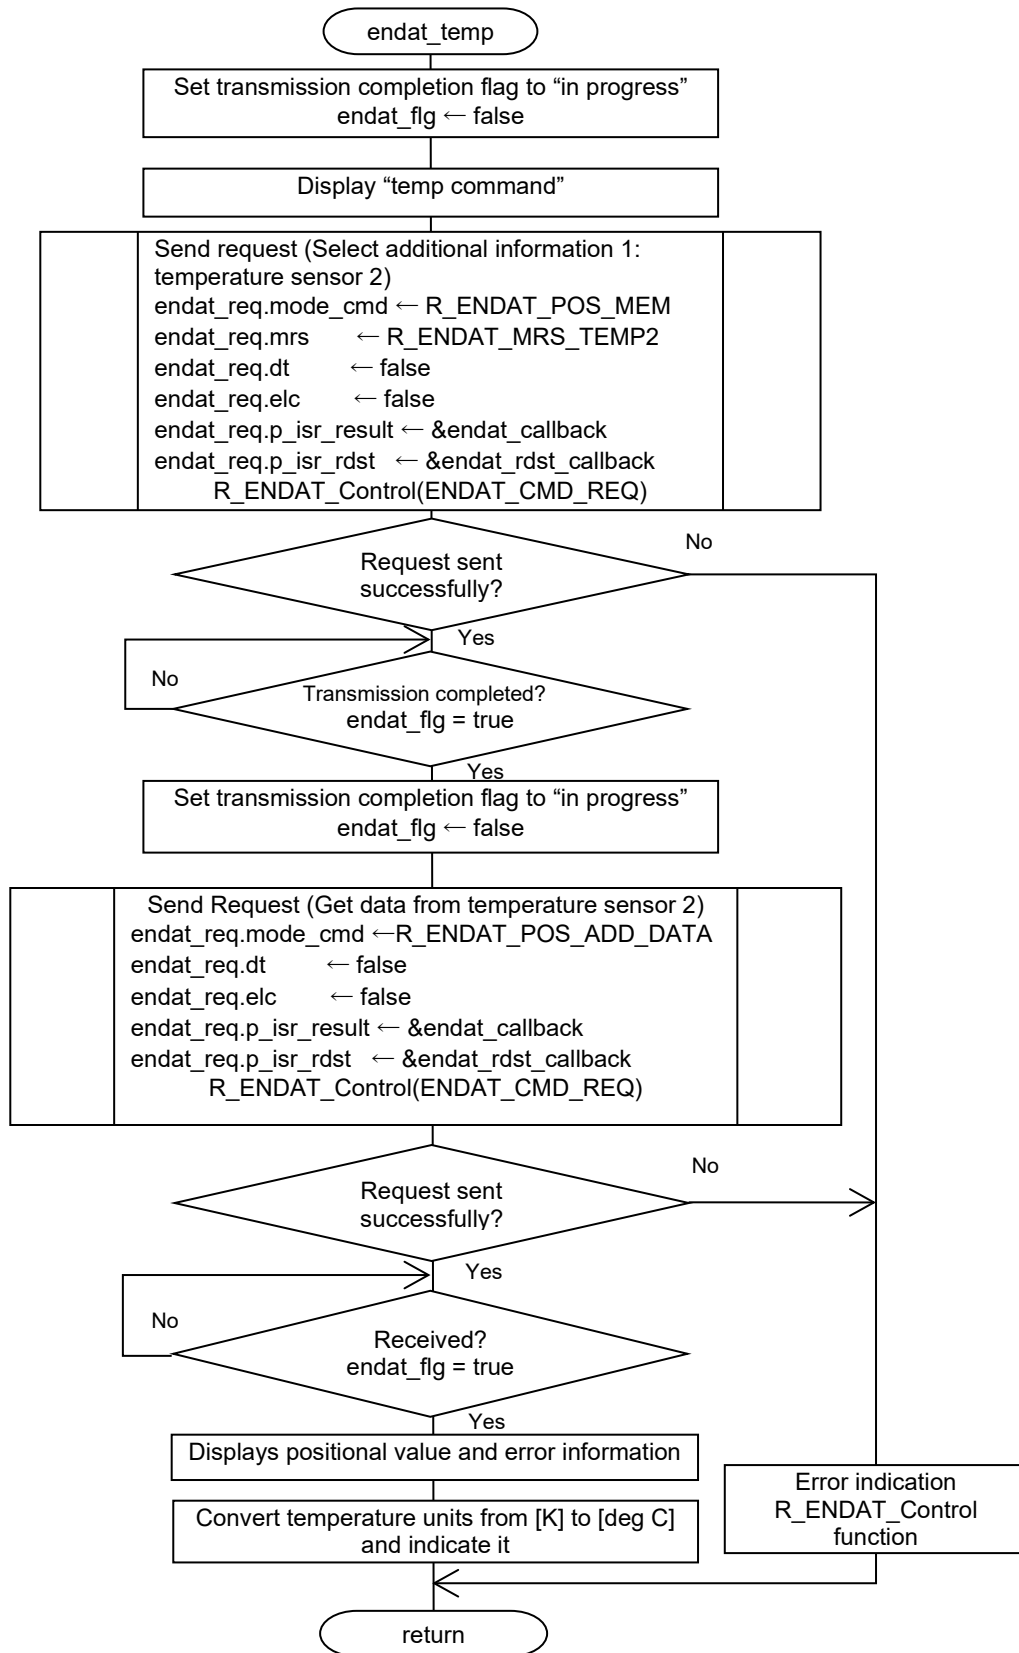 endat_temp
Set transmission completion flag to “in progress”
endat_flg ← false
Display “temp command”
Send request (Select additional information 1:
temperature sensor 2)
endat_req.mode_cmd ← R_ENDAT_POS_MEM
endat_req.mrs ← R_ENDAT_MRS_TEMP2
endat_req.dt ← false
endat_req.elc ← false
endat_req.p_isr_result ← &endat_callback
endat_req.p_isr_rdst ← &endat_rdst_callback
R_ENDAT_Control(ENDAT_CMD_REQ)
No
Request sent
successfully?
Yes
No
Transmission completed?
endat_flg = true
Yes
Set transmission completion flag to “in progress”
endat_flg ← false
Send Request (Get data from temperature sensor 2)
endat_req.mode_cmd ←R_ENDAT_POS_ADD_DATA
endat_req.dt ← false
endat_req.elc ← false
endat_req.p_isr_result ← &endat_callback
endat_req.p_isr_rdst ← &endat_rdst_callback
R_ENDAT_Control(ENDAT_CMD_REQ)
No
Request sent
successfully?
Yes
No
Received?
endat_flg = true
Yes
Displays positional value and error information
Convert temperature units from [K] to [deg C]
and indicate it
Error indication
R_ENDAT_Control
function
return